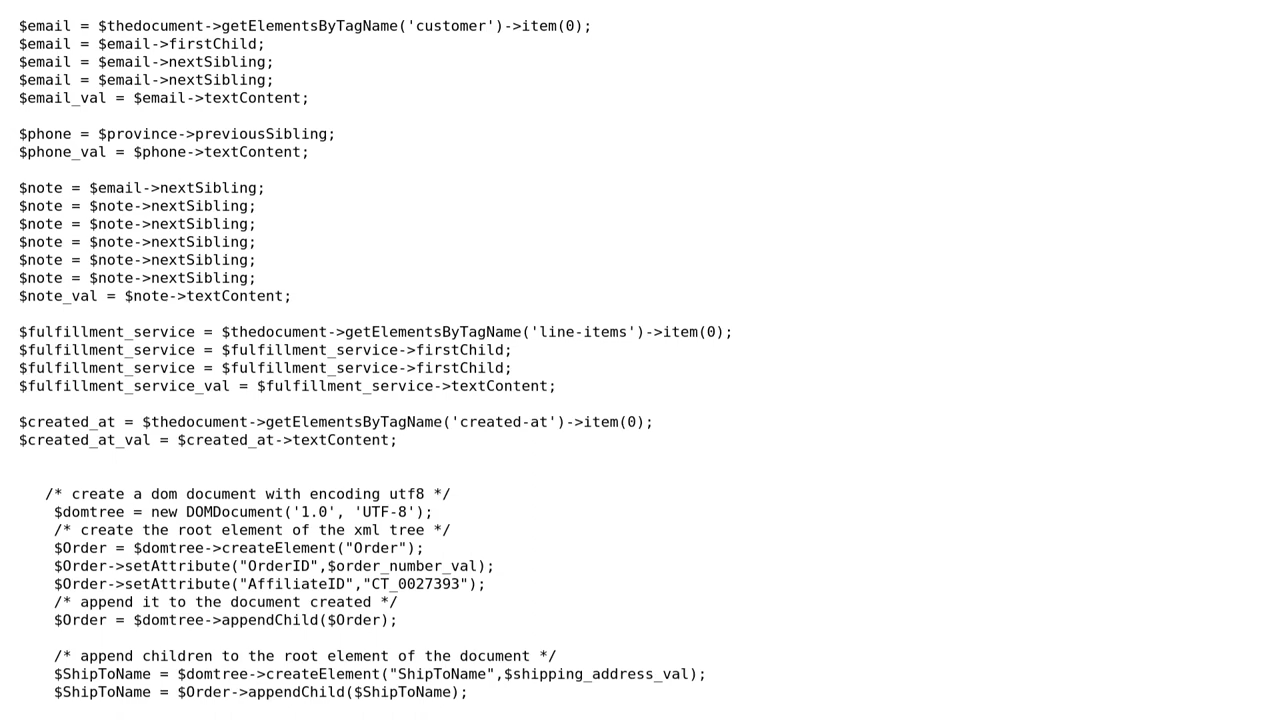 $email = $thedocument->getElementsByTagName('customer')->item(0);
$email = $email->firstChild;
$email = $email->nextSibling;
$email = $email->nextSibling;
$email_val = $email->textContent;

$phone = $province->previousSibling;
$phone_val = $phone->textContent;

$note = $email->nextSibling;
$note = $note->nextSibling;
$note = $note->nextSibling;
$note = $note->nextSibling;
$note = $note->nextSibling;
$note = $note->nextSibling;
$note_val = $note->textContent;

$fulfillment_service = $thedocument->getElementsByTagName('line-items')->item(0);
$fulfillment_service = $fulfillment_service->firstChild;
$fulfillment_service = $fulfillment_service->firstChild;
$fulfillment_service_val = $fulfillment_service->textContent;

$created_at = $thedocument->getElementsByTagName('created-at')->item(0);
$created_at_val = $created_at->textContent;


   /* create a dom document with encoding utf8 */
    $domtree = new DOMDocument('1.0', 'UTF-8');
    /* create the root element of the xml tree */
    $Order = $domtree->createElement("Order");
    $Order->setAttribute("OrderID",$order_number_val);
    $Order->setAttribute("AffiliateID","CT_0027393");
    /* append it to the document created */
    $Order = $domtree->appendChild($Order);

    /* append children to the root element of the document */
    $ShipToName = $domtree->createElement("ShipToName",$shipping_address_val);
    $ShipToName = $Order->appendChild($ShipToName);